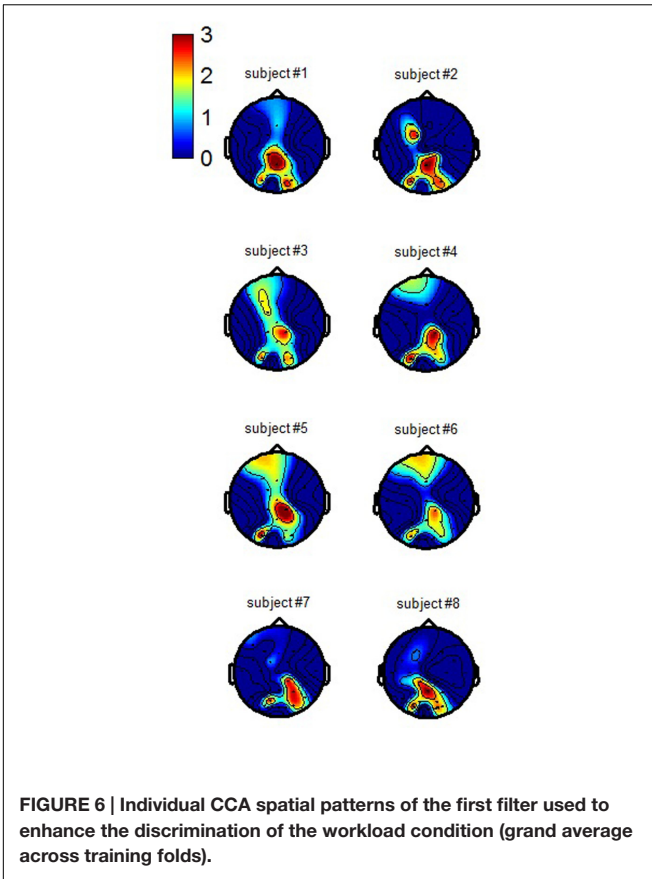 3
2
1
0
subject#1
subject #2
subject #3
subject #4
subject #5
subject #6
subject #7
subject #8
FIGURE 6 | Individual CCA spatial patterns of the first filter used to
enhance the discrimination of the workload condition (grand average
across training folds).